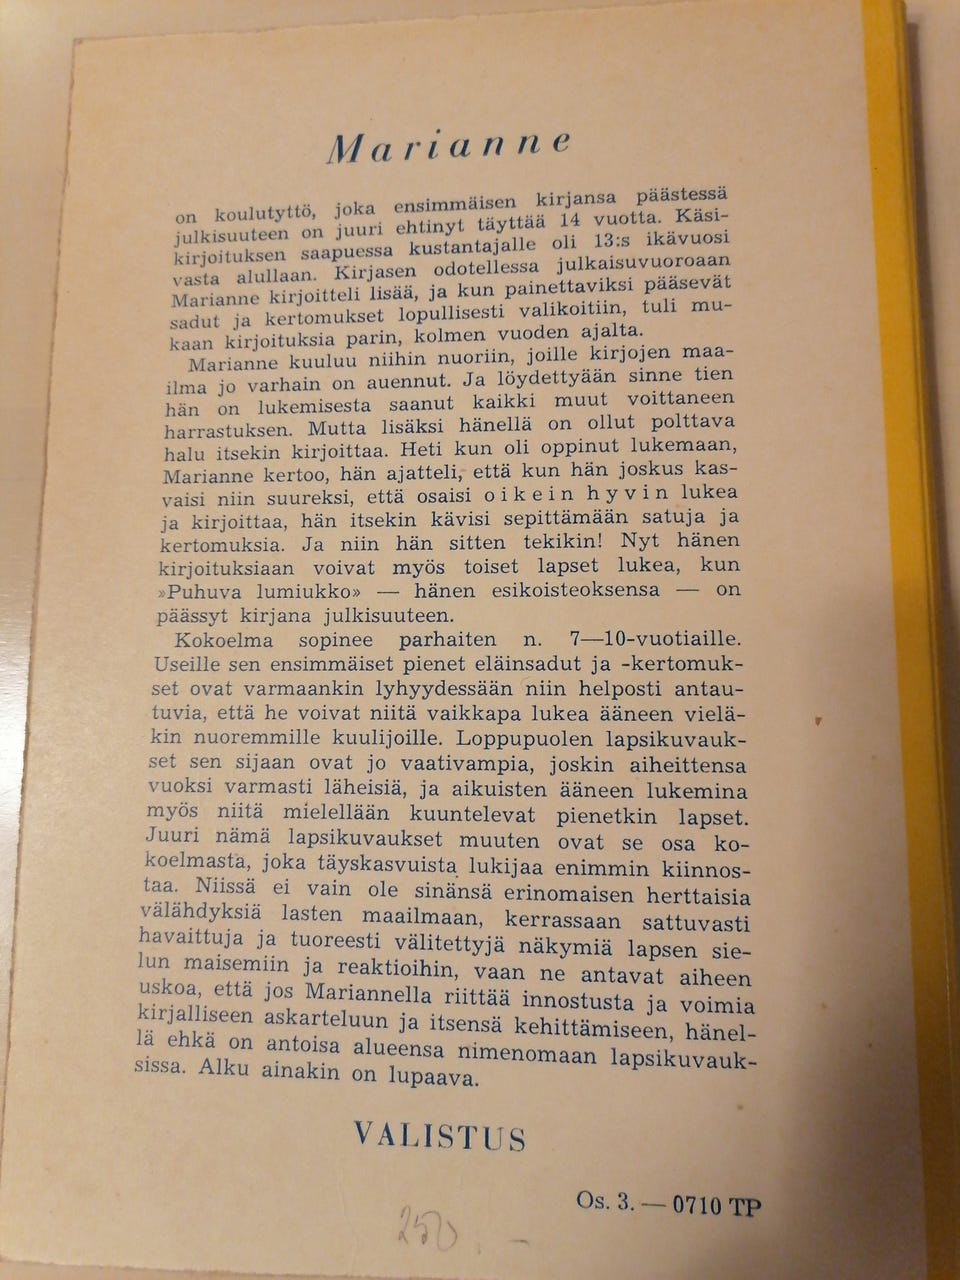 Marianne
on koulutyttö, joka ensimmäisen kirjansa päästessä
julkisuuteen on juuri ehtinyt täyttää 14 vuotta. Käsi-
kirjoituksen saapuessa kustantajalle oli 13:s ikävuosi
vasta alullaan. Kirjasen odotellessa julkaisuvuoroaan
Marianne kirjoitteli lisää, ja kun painettaviksi pääsevät
sadut ja kertomukset lopullisesti valikoitiin, tuli mu-
kaan kirjoituksia parin, kolmen vuoden ajalta.
Marianne kuuluu niihin nuoriin, joille kirjojen maa-
ilma jo varhain on auennut. Ja löydettyään sinne tien
hän on lukemisesta saanut kaikki muut voittaneen
harrastuksen. Mutta lisäksi hänellä on ollut polttava
halu itsekin kirjoittaa. Heti kun oli oppinut lukemaan,
Marianne kertoo, hän ajatteli, että kun hän joskus kas-
vaisi niin suureksi, että osaisi oikein hyvin lukea
ja kirjoittaa, hän itsekin kävisi sepittämään satuja ja
kertomuksia. Ja niin hän sitten tekikin! Nyt hänen
kirjoituksiaan voivat myös toiset lapset lukea, kun
»Puhuva lumiukko» — hänen esikoisteoksensa — on
päässyt kirjana julkisuuteen.
Kokoelma sopinee parhaiten n. 7—10-vuotiaille.
Useille sen ensimmäiset pienet eläinsadut ja -kertomuk-
set ovat varmaankin lyhyydessään niin helposti antau-
tuvia, että he voivat niitä vaikkapa lukea ääneen vielä-
kin nuoremmille kuulijoille. Loppupuolen lapsikuvauk-
set sen sijaan ovat jo vaativampia, joskin aiheittensa
vuoksi varmasti läheisiä, ja aikuisten ääneen lukemina
myös niitä mielellään kuuntelevat pienetkin lapset.
Juuri nämä lapsikuvaukset muuten ovat se osa ko-
koelmasta, joka täyskasvuista lukijaa enimmin kiinnos-
taa. Niissä ei vain ole sinänsä erinomaisen herttaisia
välähdyksiä lasten maailmaan, kerrassaan sattuvasti
havaittuja ja tuoreesti välitettyjä näkymiä lapsen sie-
lun maisemiin ja reaktioihin, vaan ne antavat aiheen
uskoa, että jos Mariannella riittää innostusta ja voimia
kirjalliseen askarteluun ja itsensä kehittämiseen, hänel-
lä ehkä on antoisa alueensa nimenomaan lapsikuvauk-
sissa. Alku ainakin on lupaava.
VALISTUS
Os. 3. — 0710 TP
250 -